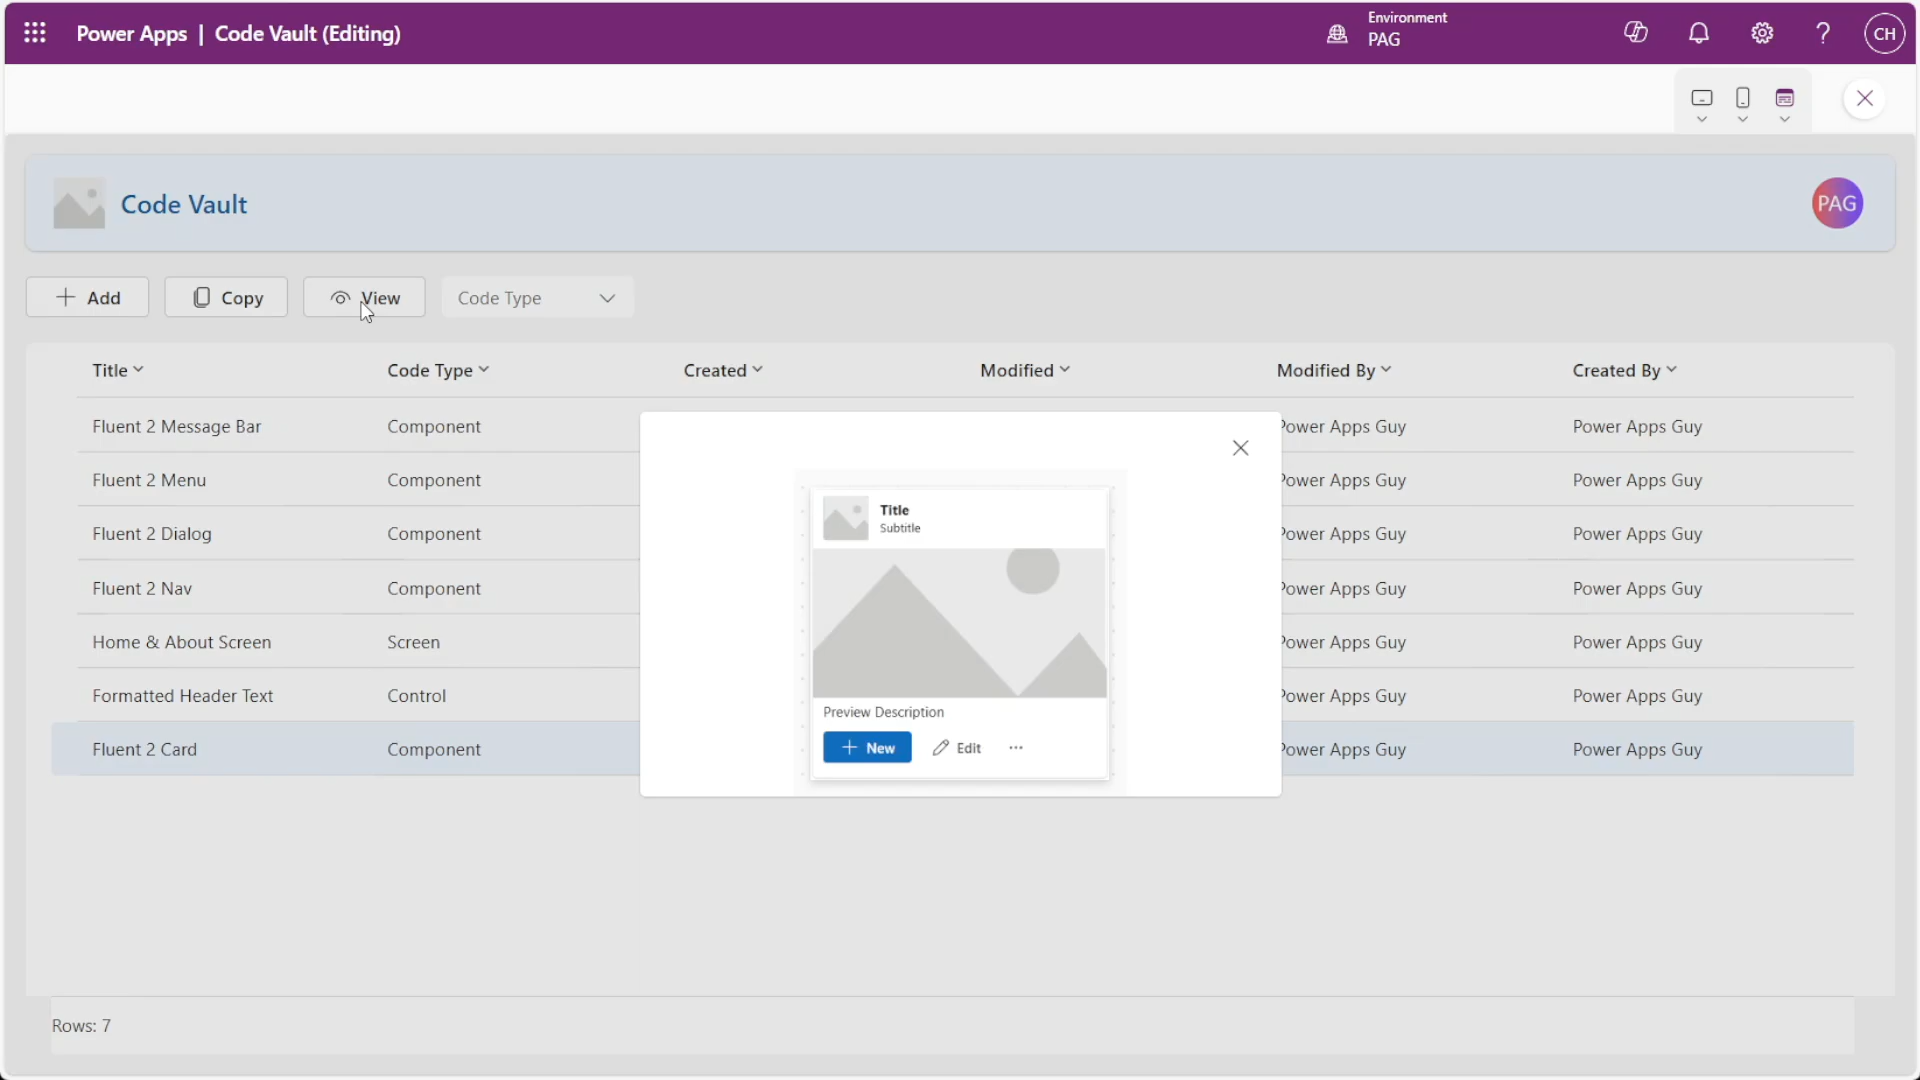 Power Apps | Code Vault (Editing)
Environment
PAG
CH
Code Vault
PAG
Add
Copy
View
Code Type
Title
Code Type
Created
Modified
Modified By
Created By
Fluent 2 Message Bar
Component
Power Apps Guy
Power Apps Guy
Fluent 2 Menu
Component
Power Apps Guy
Power Apps Guy
Fluent 2 Dialog
Component
Power Apps Guy
Power Apps Guy
Fluent 2 Nav
Component
Power Apps Guy
Power Apps Guy
Home & About Screen
Screen
Power Apps Guy
Power Apps Guy
Formatted Header Text
Control
Power Apps Guy
Power Apps Guy
Fluent 2 Card
Component
Power Apps Guy
Power Apps Guy
Title
Subtitle
Preview Description
New
Edit
Rows: 7